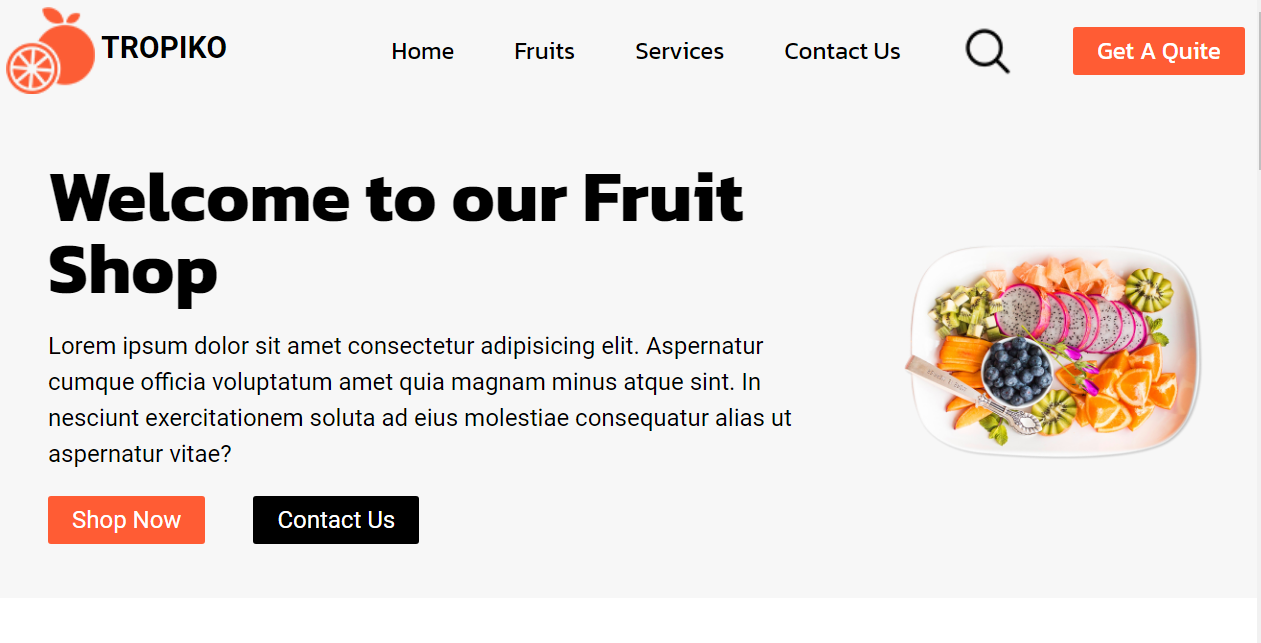 TROPIKO
Home
Fruits
Services
Contact Us
Get A Quite
Welcome to our Fruit
Shop
Lorem ipsum dolor sit amet consectetur adipisicing elit. Aspernatur
cumque officia voluptatum amet quia magnam minus atque sint. In
nesciunt exercitationem soluta ad eius molestiae consequatur alias ut
aspernatur vitae?
Shop Now
Contact Us